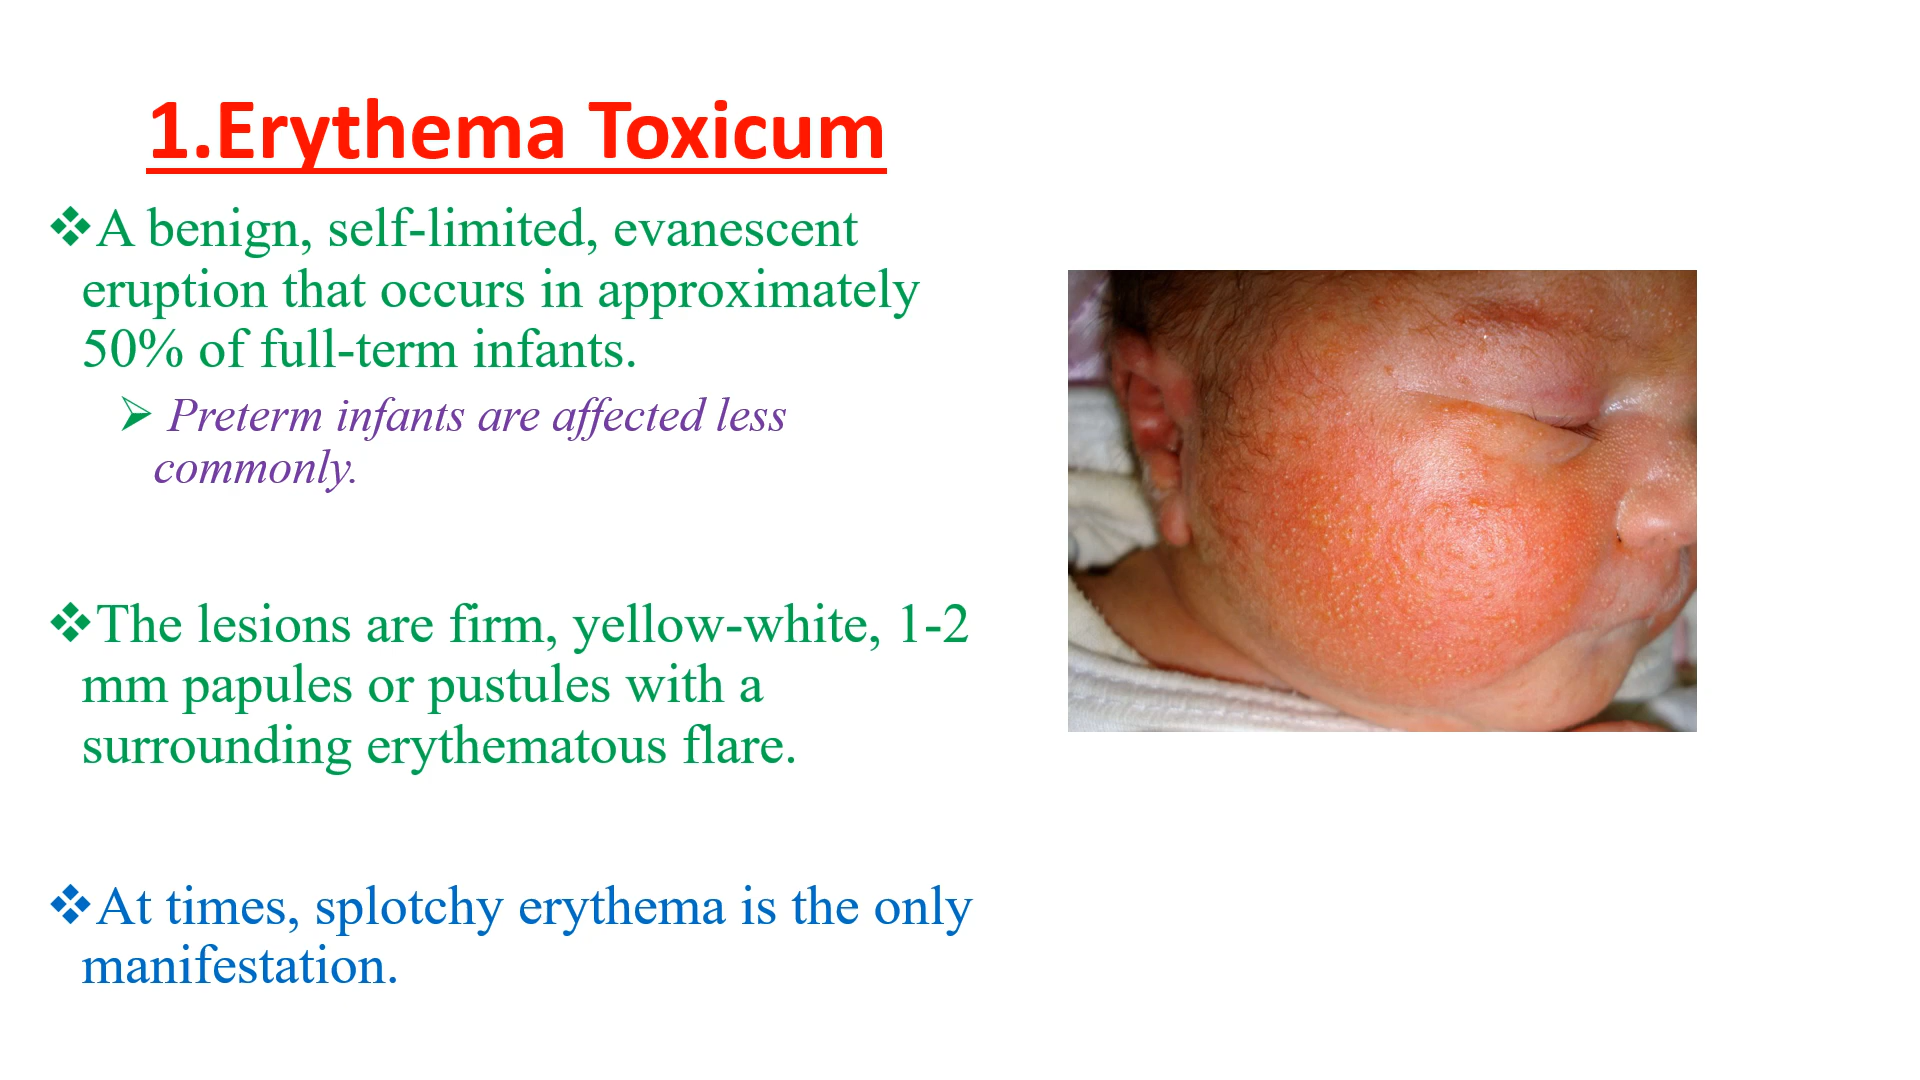 1.Erythema Toxicum
❖A benign, self-limited, evanescent
eruption that occurs in approximately
50% of full-term infants.
➢ Preterm infants are affected less
commonly.
❖The lesions are firm, yellow-white, 1-2
mm papules or pustules with a
surrounding erythematous flare.
❖At times, splotchy erythema is the only
manifestation.